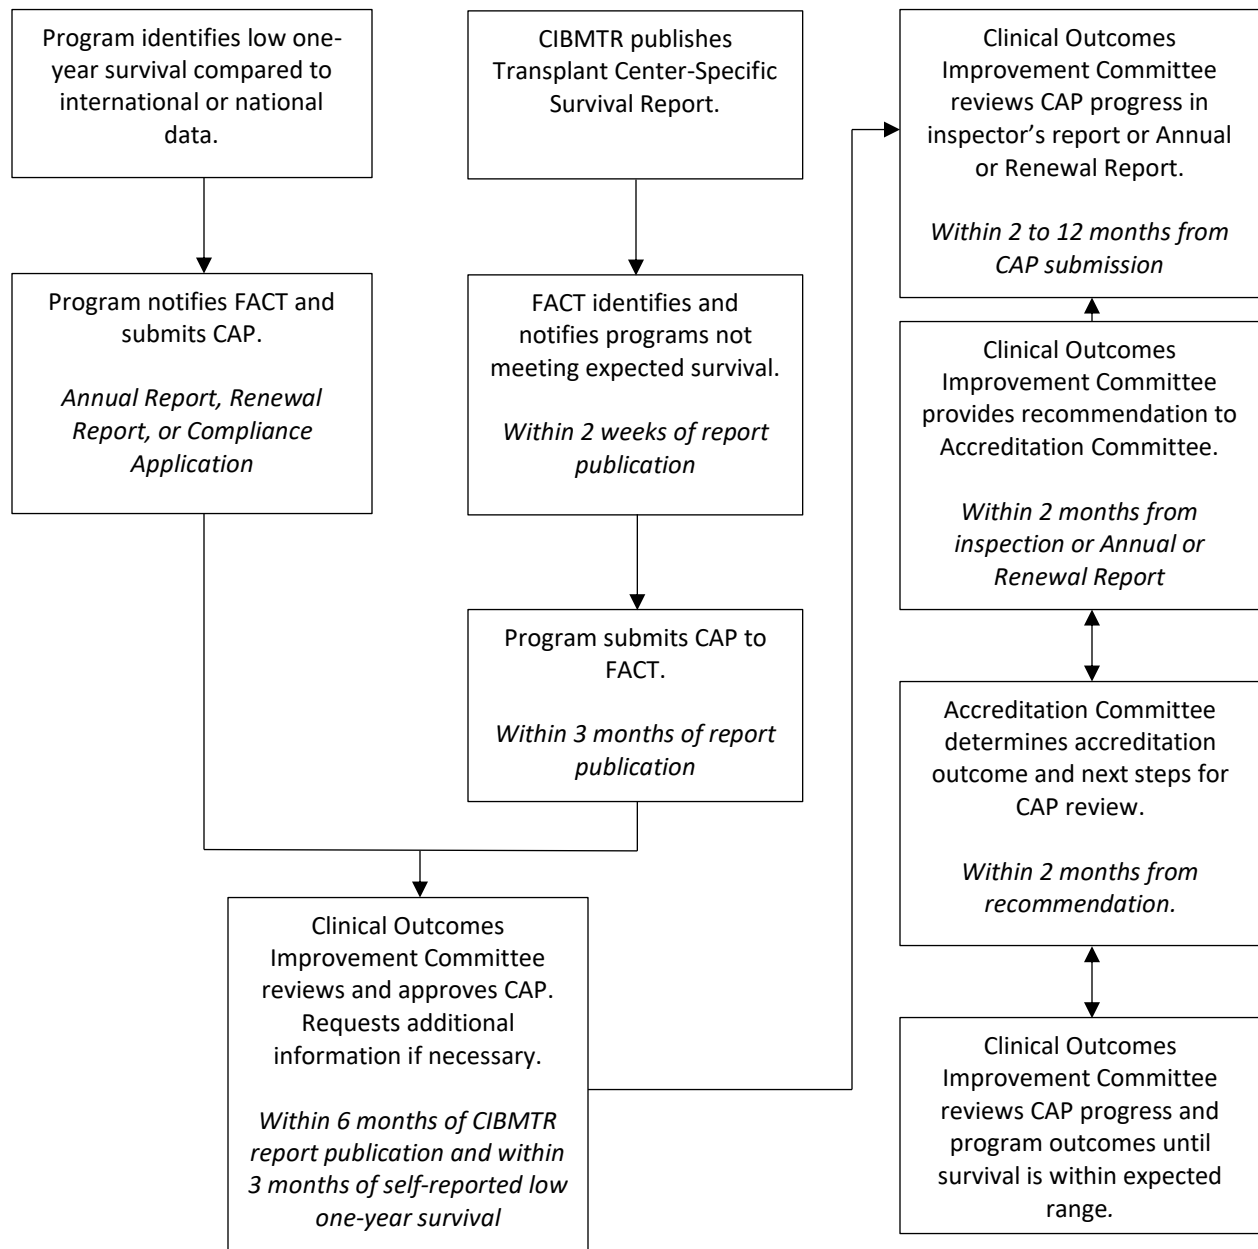 Program identifies low one-
year survival compared to
international or national
data.
Program notifies FACT and
submits CAP.
Annual Report, Renewal
Report, or Compliance
Application
CIBMTR publishes
Transplant Center-Specific
Survival Report.
FACT identifies and
notifies programs not
meeting expected survival.
Within 2 weeks of report
publication
Program submits CAP to
FACT.
Within 3 months of report
publication
Clinical Outcomes
Improvement Committee
reviews and approves CAP.
Requests additional
information if necessary.
Within 6 months of CIBMTR
report publication and within
3 months of self-reported low
one-year survival
Clinical Outcomes
Improvement Committee
reviews CAP progress in
inspector’s report or Annual
or Renewal Report.
Within 2 to 12 months from
CAP submission
Clinical Outcomes
Improvement Committee
provides recommendation to
Accreditation Committee.
Within 2 months from
inspection or Annual or
Renewal Report
Accreditation Committee
determines accreditation
outcome and next steps for
CAP review.
Within 2 months from
recommendation.
Clinical Outcomes
Improvement Committee
reviews CAP progress and
program outcomes until
survival is within expected
range.